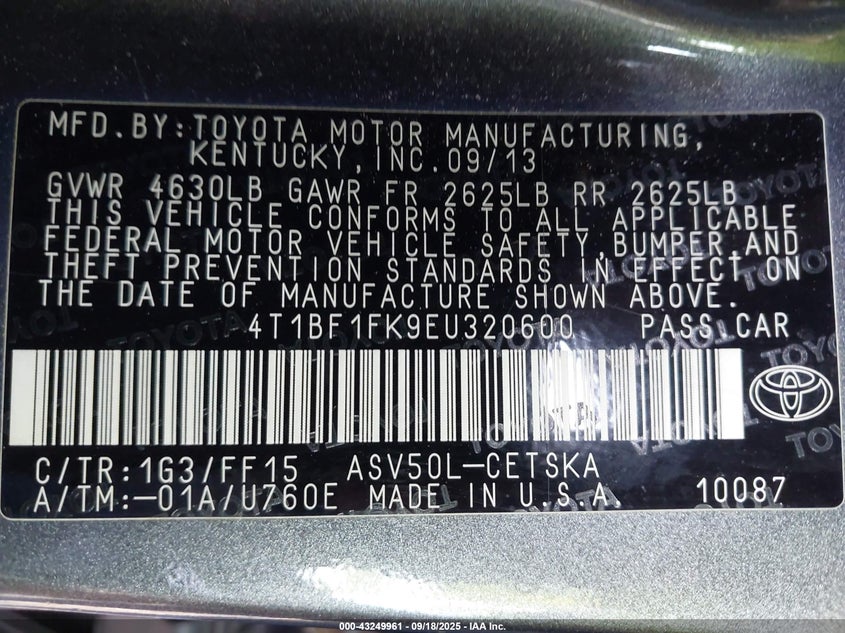 MFD.BY:TOYOTA MOTOR MANUFACTURING,
KENTUCKY,INC.09/13
GVWR 4630LB GAWR FR 2625LB RR 2625LB
THIS VEHICLE CONFORMS TO ALL APPLICABLE
FEDERAL MOTOR VEHICLE SAFETY,BUMPER,AND
THEFT PREVENTION STANDARDS IN EFFECT ON
THE DATE OF MANUFACTURE SHOWN ABOVE.
4T1BF1FK9EU320600 PASS.CAR
C/TR:1G3/FF15 ASV50L-CETSKA
A/TM:-01A/U760E MADE IN U.S.A. 10087
000-43249961 - 09/18/2025 - IAA Inc.